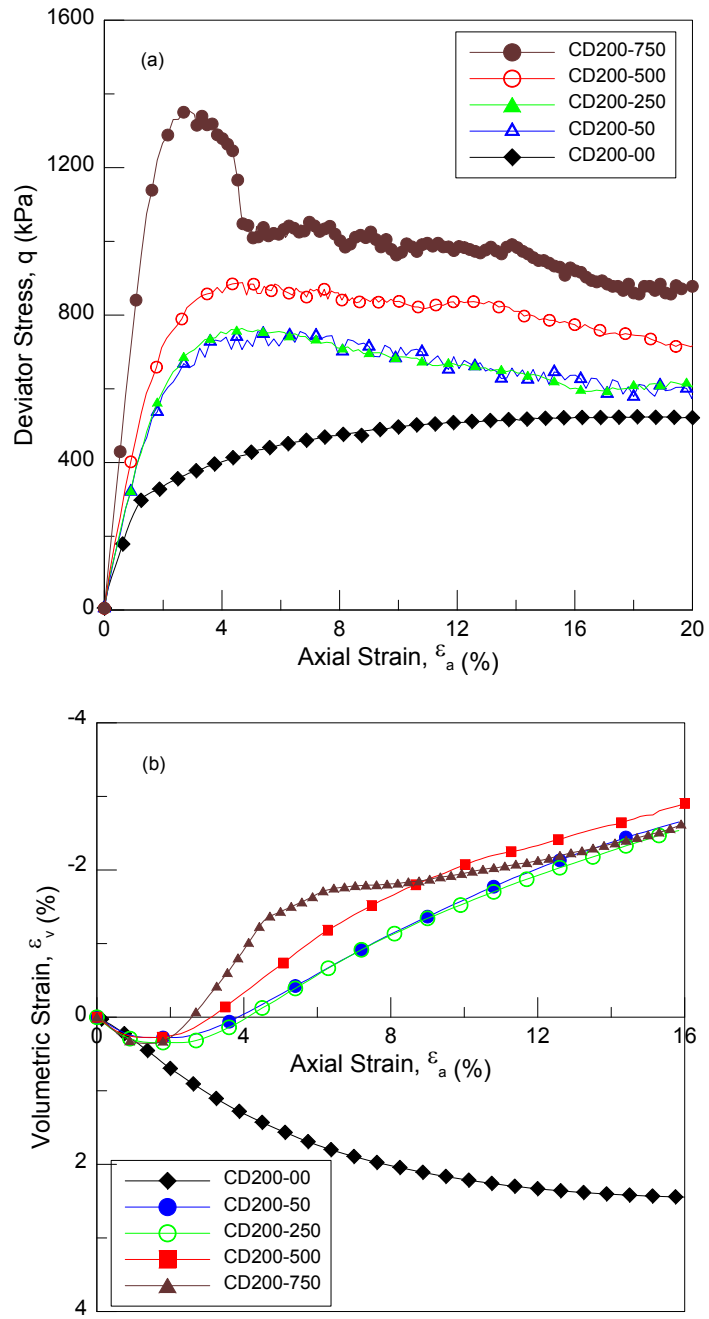 1600
(a)
CD200-750
CD200-500
CD200-250
CD200-50
CD200-00
1200
800
400
0
Deviator Stress, q (kPa)
0 4 8 12 16 20
Axial Strain, εa (%)
-4
(b)
-2
0
2
4
Volumetric Strain, εv (%)
0 4 8 12 16
Axial Strain, εa (%)
CD200-00
CD200-50
CD200-250
CD200-500
CD200-750